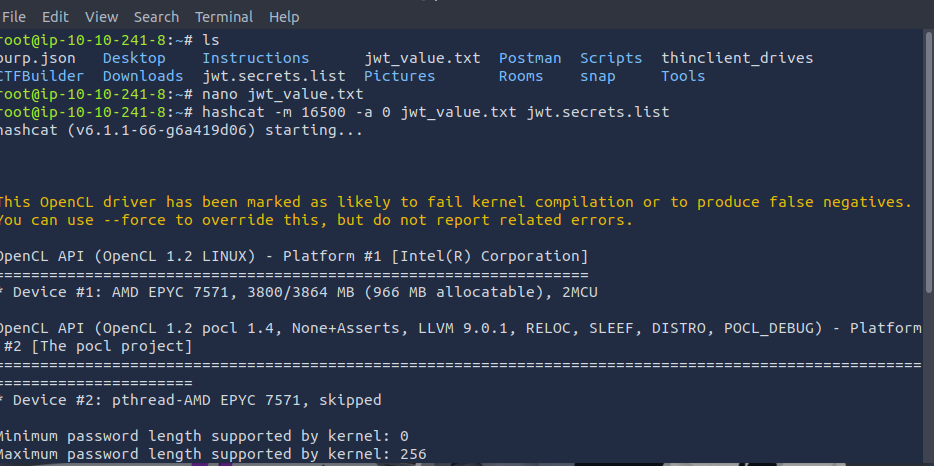 File Edit View Search Terminal Help
root@ip-10-10-241-8:~# ls
burp.json Desktop Instructions jwt_value.txt Postman Scripts thinclient_drives
CTFBuilder Downloads jwt.secrets.list Pictures Rooms snap Tools
root@ip-10-10-241-8:~# nano jwt_value.txt
root@ip-10-10-241-8:~# hashcat -m 16500 -a 0 jwt_value.txt jwt.secrets.list
hashcat (v6.1.1-66-g6a419d06) starting...
This OpenCL driver has been marked as likely to fail kernel compilation or to produce false negatives.
You can use --force to override this, but do not report related errors.
OpenCL API (OpenCL 1.2 LINUX) - Platform #1 [Intel(R) Corporation]
==================================================================
* Device #1: AMD EPYC 7571, 3800/3864 MB (966 MB allocatable), 2MCU
OpenCL API (OpenCL 1.2 pocl 1.4, None+Asserts, LLVM 9.0.1, RELOC, SLEEF, DISTRO, POCL_DEBUG) - Platform
#2 [The pocl project]
=======================================================================================================
======================
* Device #2: pthread-AMD EPYC 7571, skipped
Minimum password length supported by kernel: 0
Maximum password length supported by kernel: 256